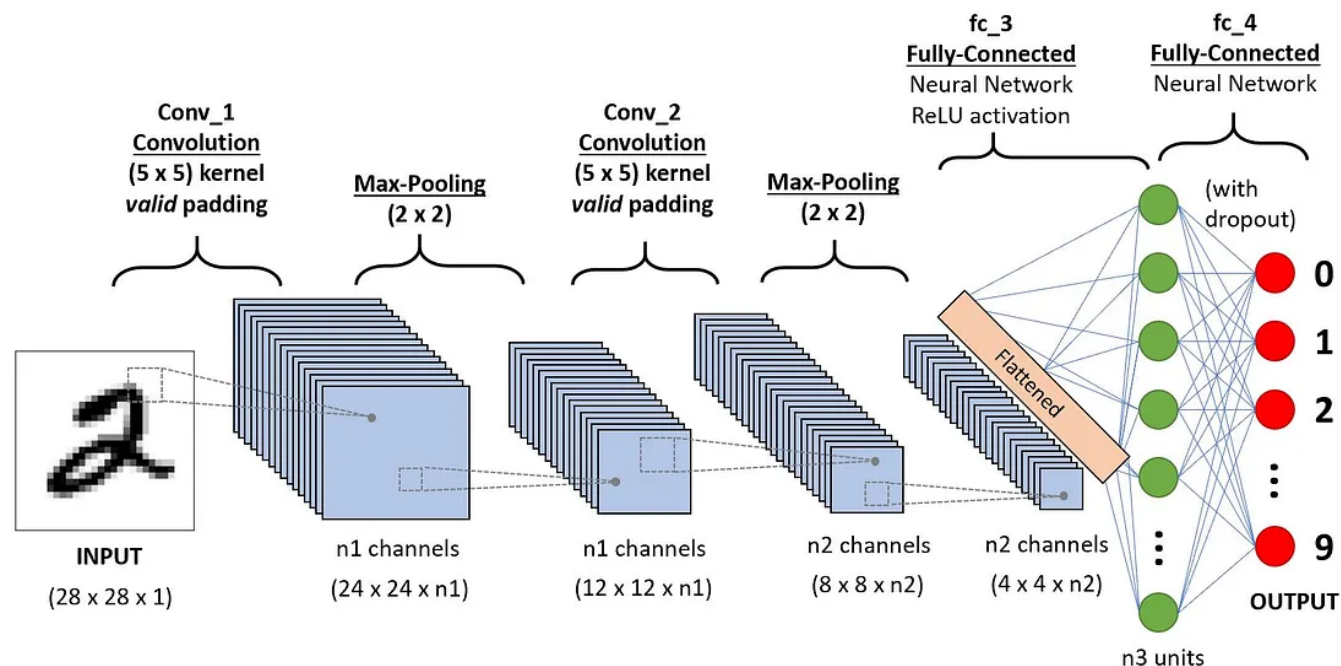 Conv_1
Convolution
(5 x 5) kernel
valid padding
Max-Pooling
(2 x 2)
Conv_2
Convolution
(5 x 5) kernel
valid padding
Max-Pooling
(2 x 2)
fc_3
Fully-Connected
Neural Network
ReLU activation
fc_4
Fully-Connected
Neural Network
(with
dropout)
Flattened
0
1
2
9
OUTPUT
INPUT
(28 x 28 x 1)
n1 channels
(24 x 24 x n1)
n1 channels
(12 x 12 x n1)
n2 channels
(8 x 8 x n2)
n2 channels
(4 x 4 x n2)
n3 units